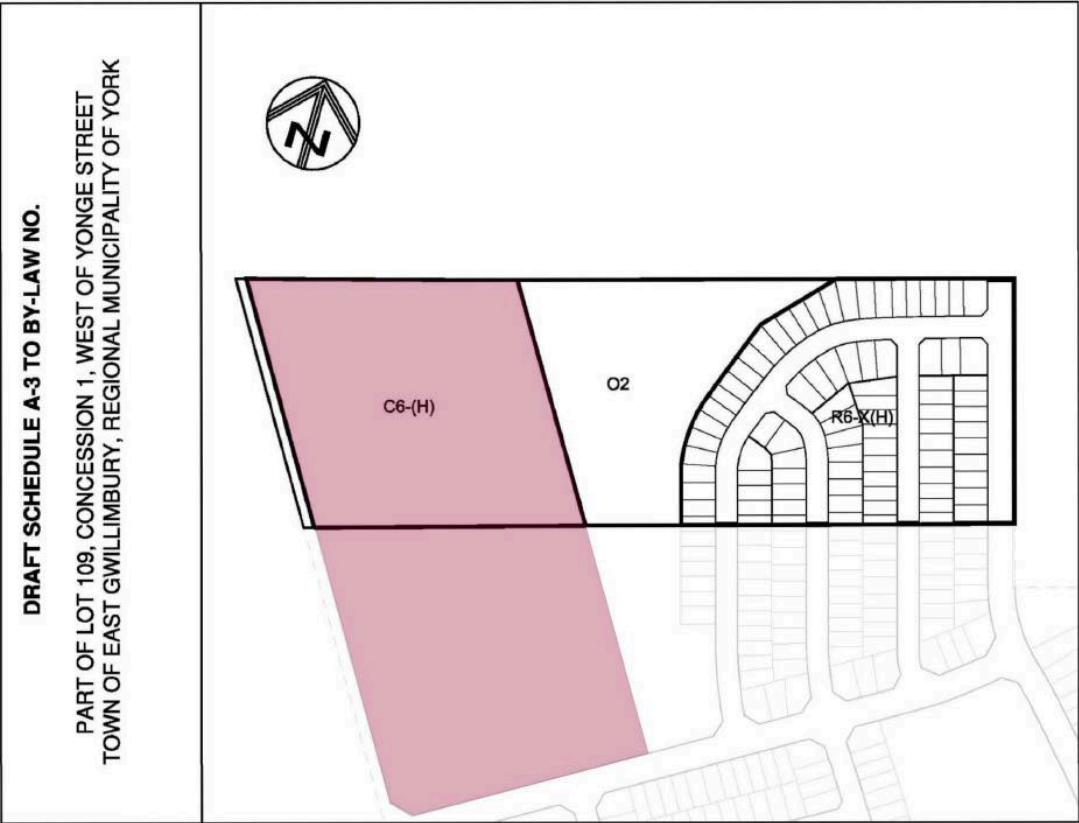 DRAFT SCHEDULE A-3 TO BY-LAW NO.
PART OF LOT 109, CONCESSION 1, WEST OF YONGE STREET
TOWN OF EAST GWILLIMBURY, REGIONAL MUNICIPALITY OF YORK
N
C6-(H)
O2
R6-X(H)